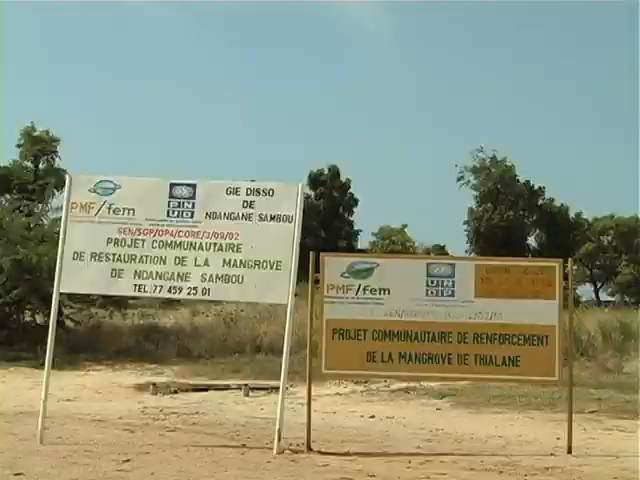 PMF/fem
PNUD
GIE DISSO
DE
NDANGANE SAMBOU
SEN/SGP/OP4/CORE/3/09/02
PROJET COMMUNAUTAIRE
DE RESTAURATION DE LA MANGROVE
DE NDANGANE SAMBOU
TEL.77 459 25 01
PMF/fem
UNDP
PROJET COMMUNAUTAIRE DE RENFORCEMENT
DE LA MANGROVE DE THIALANE